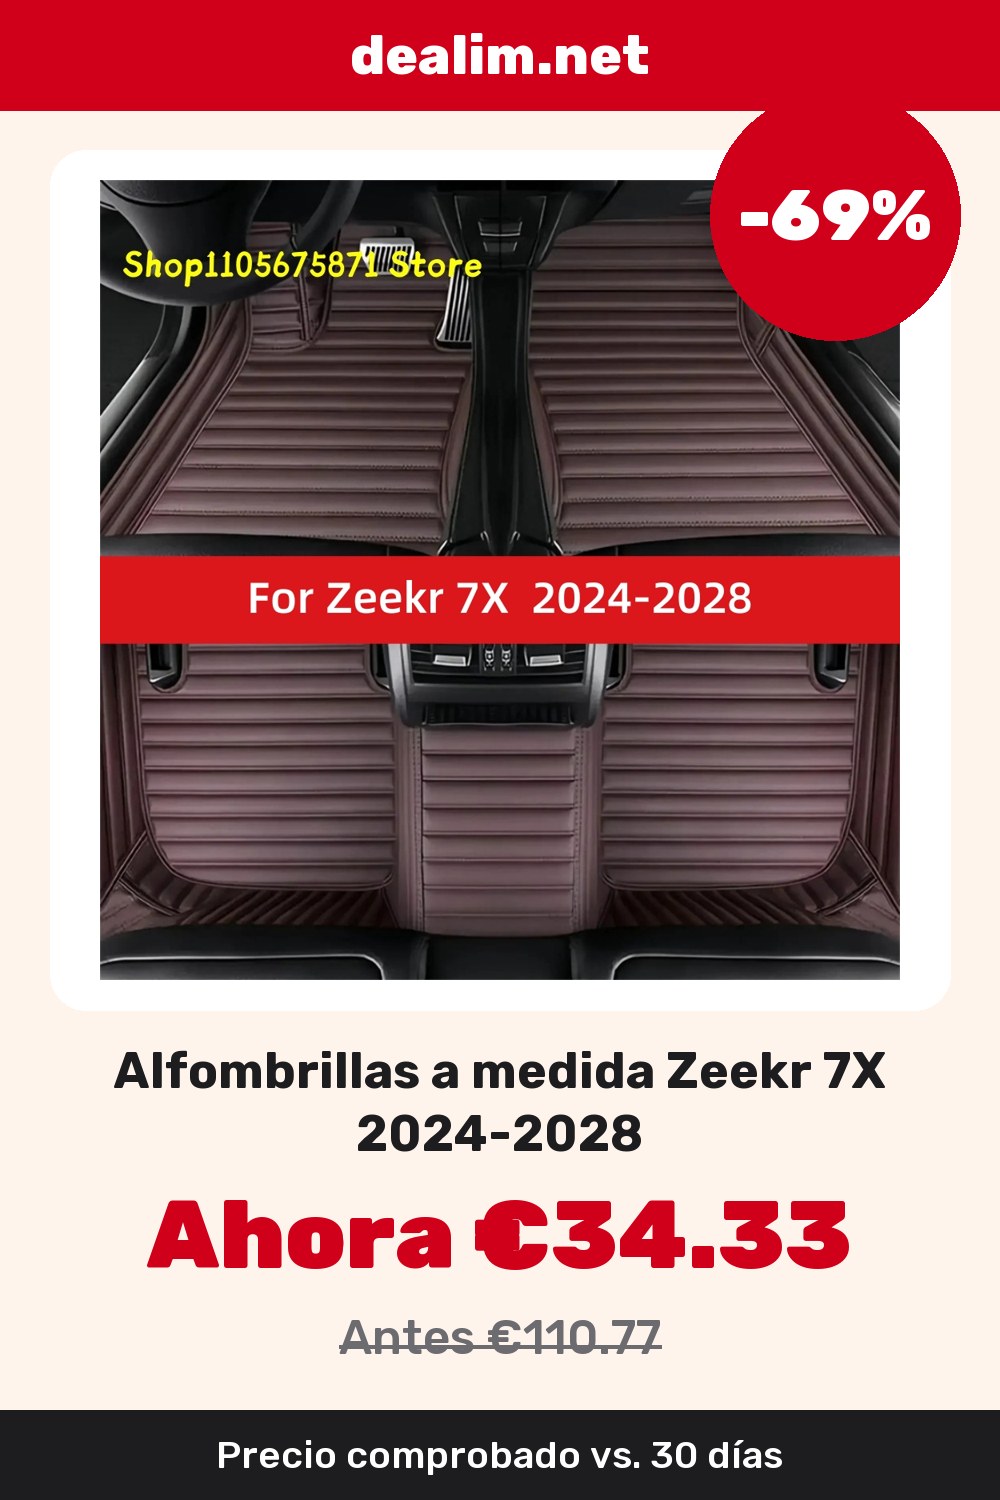 dealim.net
-69%
Shop1105675871 Store
For Zeekr 7X 2024-2028
Alfombrillas a medida Zeekr 7X
2024-2028
Ahora €34.33
Antes €110.77
Precio comprobado vs. 30 días